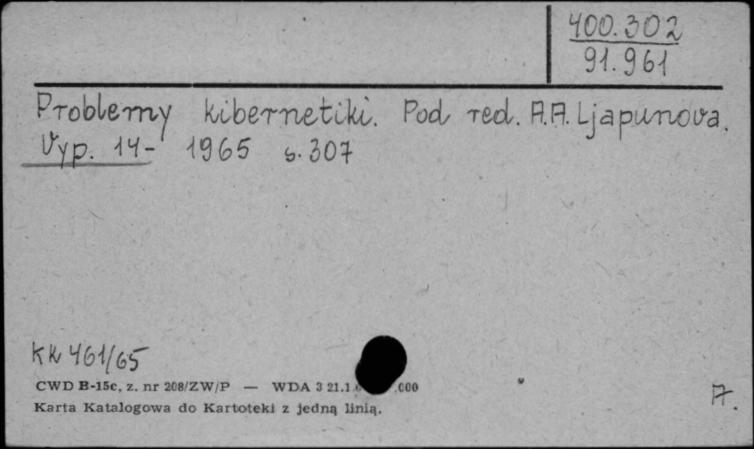 400.302
91.961
Problemy kibernetiki. Pod red. A.A. Ljapunova.
Vyp. 14- 1965 s. 307
KK 461/65
CWD B-15c, z. nr 208/ZW/P — WDA 3 21.1 .000
Karta Katalogowa do Kartoteki z jedną linią.
A.